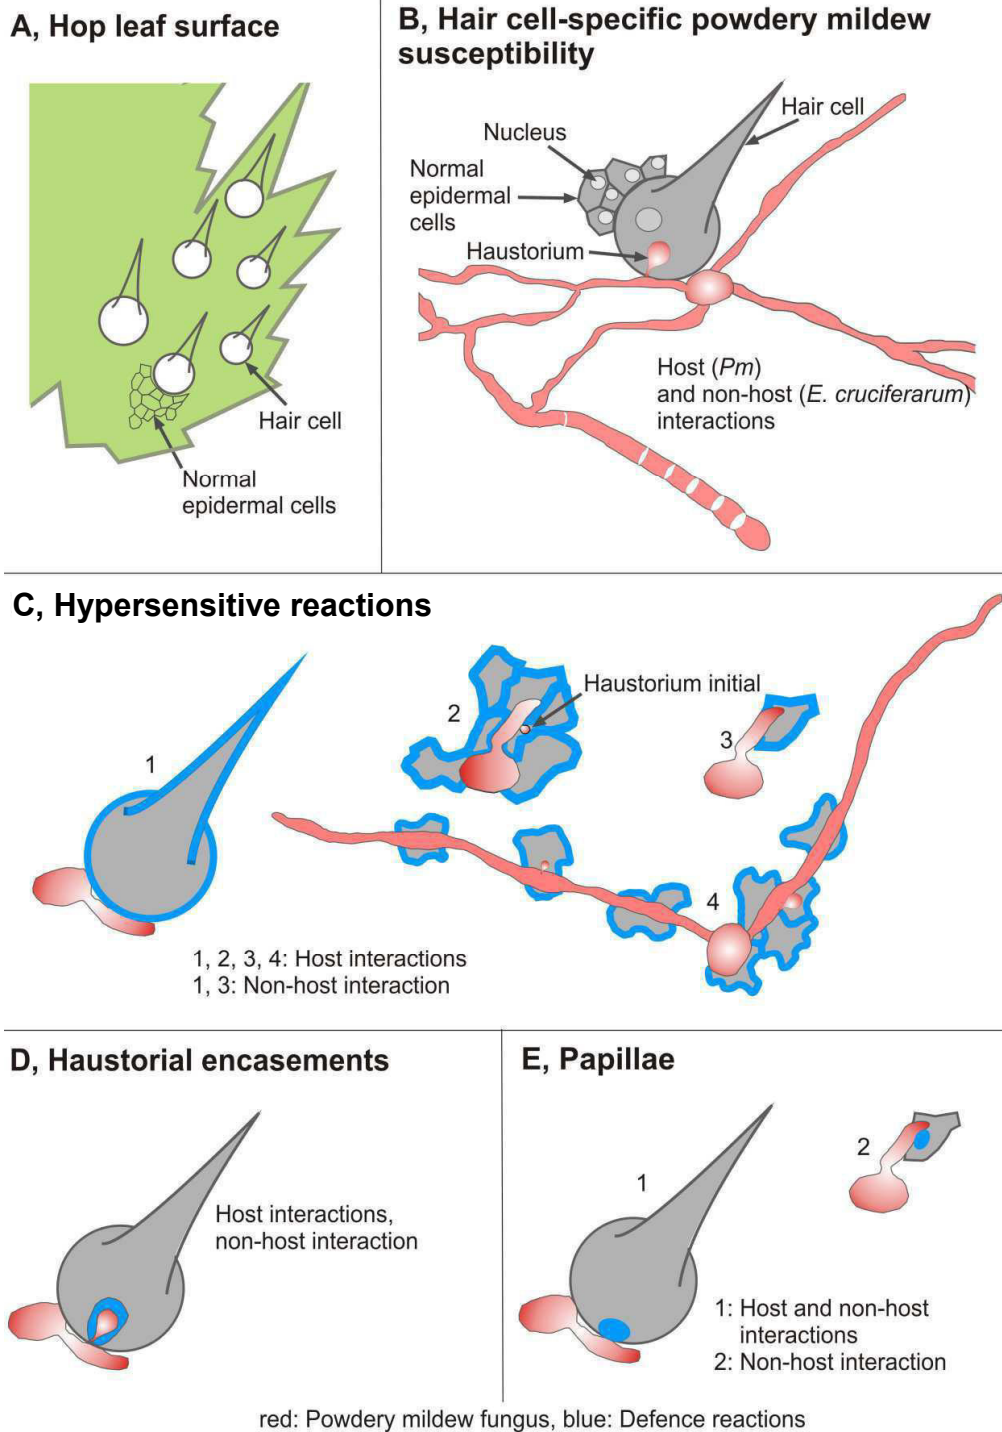 A, Hop leaf surface
Hair cell
Normal
epidermal cells
B, Hair cell-specific powdery mildew
susceptibility
Hair cell
Nucleus
Normal
epidermal
cells
Haustorium
Host (Pm)
and non-host (E. cruciferarum)
interactions
C, Hypersensitive reactions
1
2
Haustorium initial
3
4
1, 2, 3, 4: Host interactions
1, 3: Non-host interaction
D, Haustorial encasements
Host interactions,
non-host interaction
E, Papillae
1
2
1: Host and non-host
interactions
2: Non-host interaction
red: Powdery mildew fungus, blue: Defence reactions